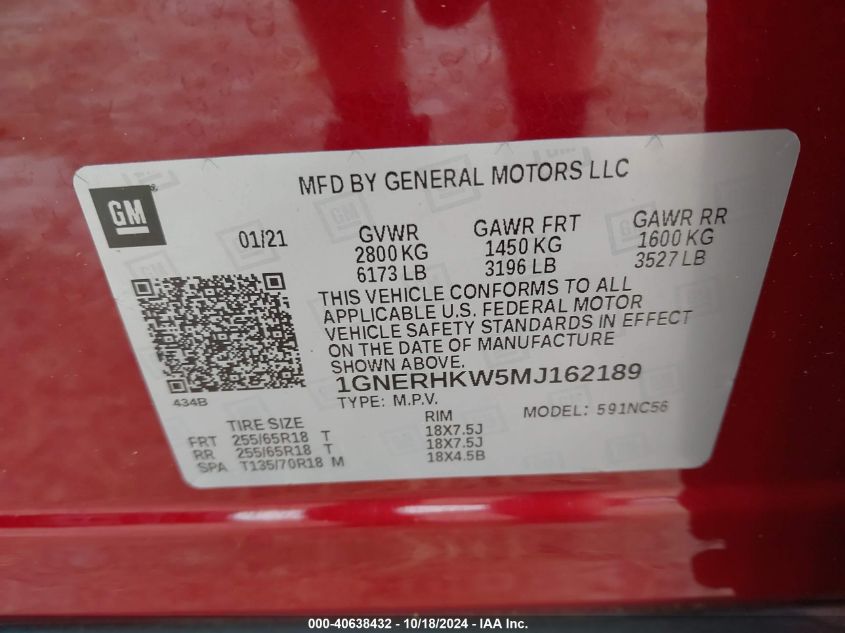 MFD BY GENERAL MOTORS LLC
GM
01/21 GVWR GAWR FRT GAWR RR
2800 KG 1450 KG 1600 KG
6173 LB 3196 LB 3527 LB
THIS VEHICLE CONFORMS TO ALL
APPLICABLE U.S. FEDERAL MOTOR
VEHICLE SAFETY STANDARDS IN EFFECT
ON THE DATE OF MANUFACTURE
SHOWN ABOVE.
1GNERHKW5MJ162189
434B
TYPE: M.P.V. MODEL: 591NC56
TIRE SIZE RIM
FRT 255/65R18 T 18X7.5J
RR 255/65R18 T 18X7.5J
SPA T135/70R18 M 18X4.5B
000-40638432 - 10/18/2024 - IAA, Inc.